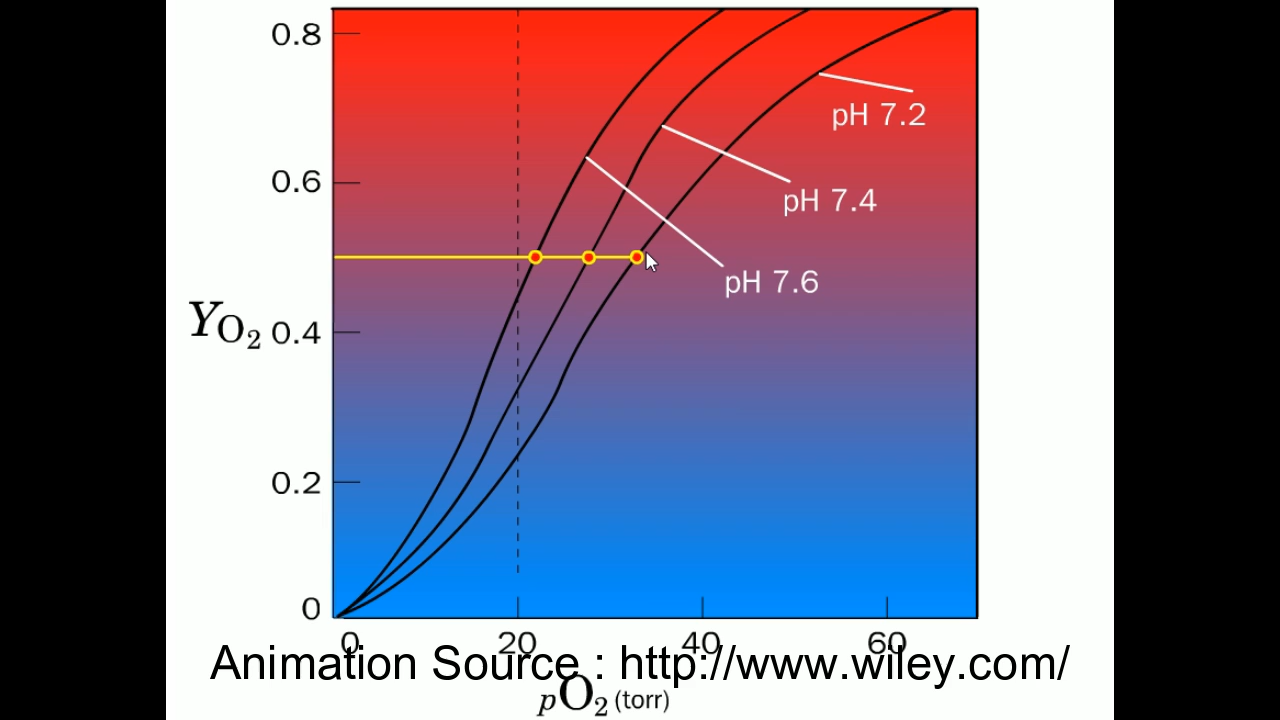 0.8
pH 7.2
0.6
pH 7.4
pH 7.6
YO₂ 0.4
0.2
0
0 20 40 60
Animation Source : http://www.wiley.com/
pO₂ (torr)